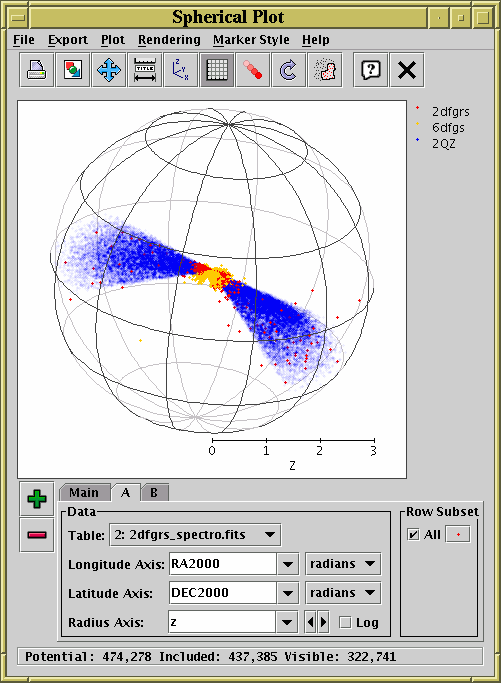 Spherical Plot
File Export Plot Rendering Marker Style Help
TITLE
z y x
?
2dfgrs
6dfgs
2QZ
0 1 2 3
Z
Main A B
Data
Row Subset
Table: 2: 2dfgrs_spectro.fits
All
Longitude Axis: RA2000 radians
Latitude Axis: DEC2000 radians
Radius Axis: z Log
Potential: 474,278 Included: 437,385 Visible: 322,741